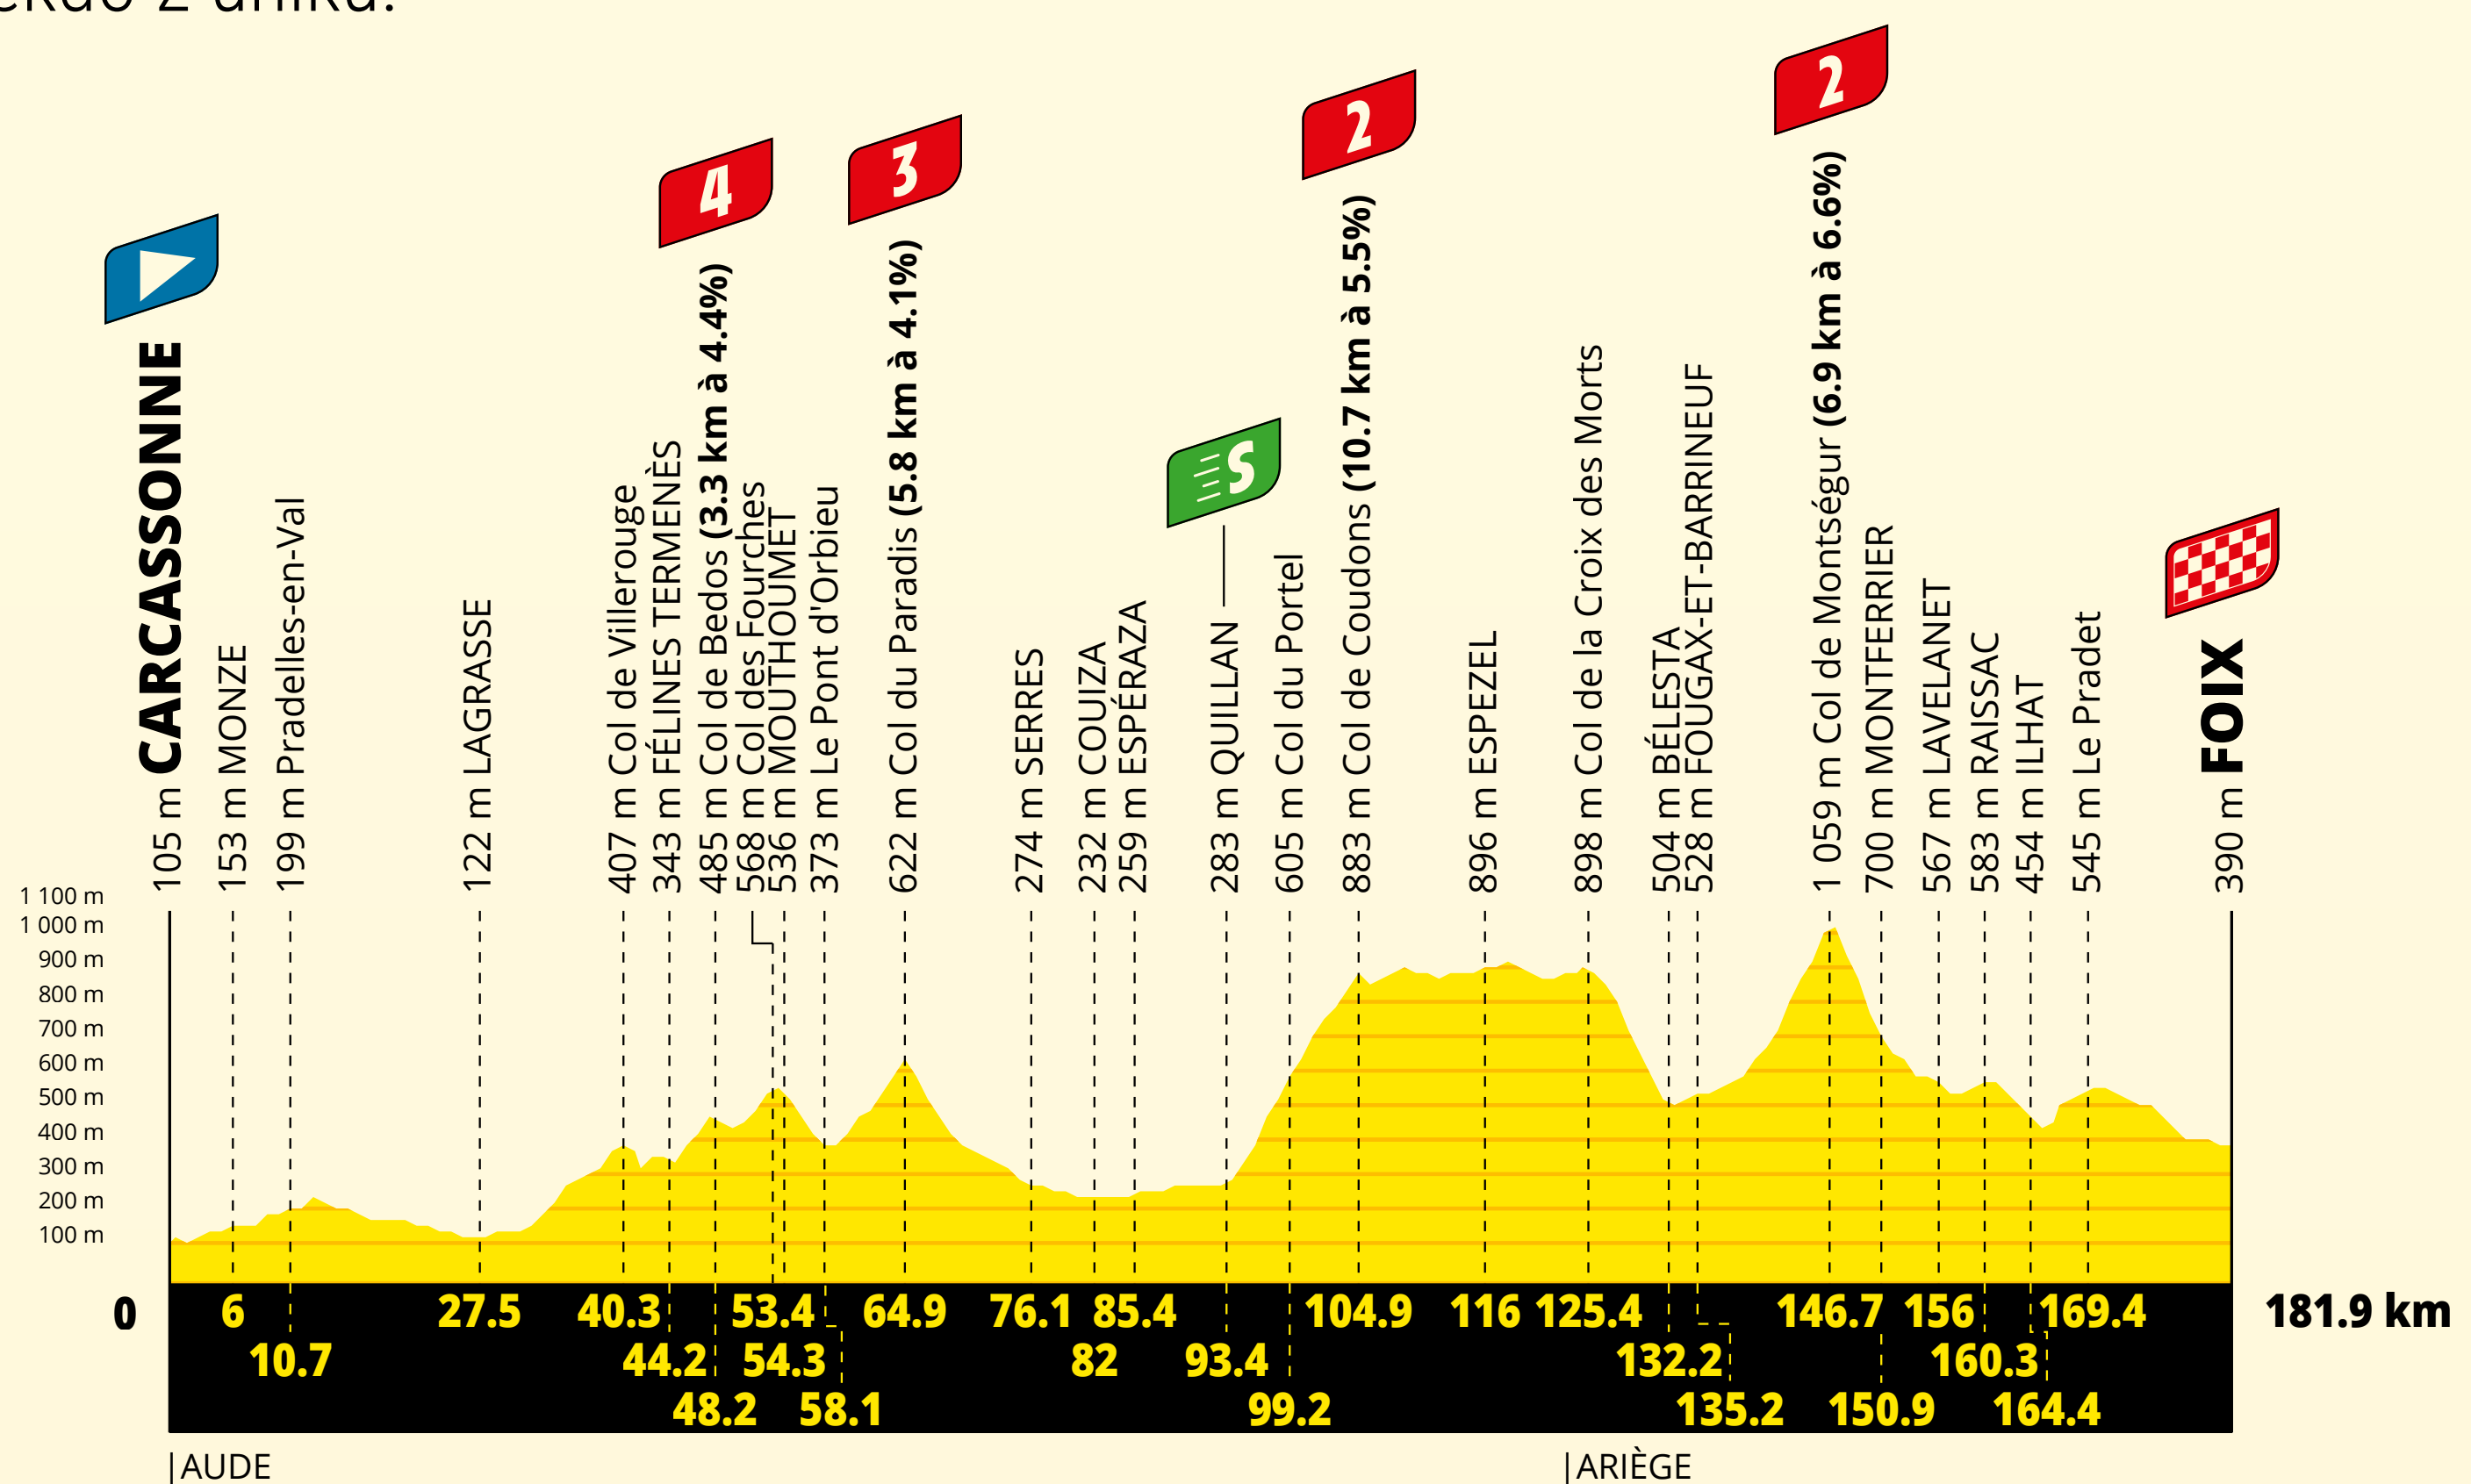 4
3
2
2
S
105 m CARCASSONNE
153 m MONZE
199 m Pradelles-en-Val
122 m LAGRASSE
407 m Col de Villerouge
343 m FÉLINES TERMENÈS
485 m Col de Bedos (3.3 km à 4.4%)
568 m Col des Fourches
536 m MOUTHOUMET
373 m Le Pont d'Orbieu
622 m Col du Paradis (5.8 km à 4.1%)
274 m SERRES
232 m COUIZA
259 m ESPÉRAZA
283 m QUILLAN
605 m Col du Portel
883 m Col de Coudons (10.7 km à 5.5%)
896 m ESPEZEL
898 m Col de la Croix des Morts
504 m BÉLESTA
528 m FOUGAX-ET-BARRINEUF
1 059 m Col de Montségur (6.9 km à 6.6%)
700 m MONTFERRIER
567 m LAVELANET
583 m RAISSAC
454 m ILHAT
545 m Le Pradet
390 m FOIX
1 100 m
1 000 m
900 m
800 m
700 m
600 m
500 m
400 m
300 m
200 m
100 m
0 6 27.5 40.3 53.4 64.9 76.1 85.4 104.9 116 125.4 146.7 156 169.4 181.9 km
10.7 44.2 54.3 82 93.4 132.2 160.3
48.2 58.1 99.2 135.2 150.9 164.4
|AUDE |ARIÈGE